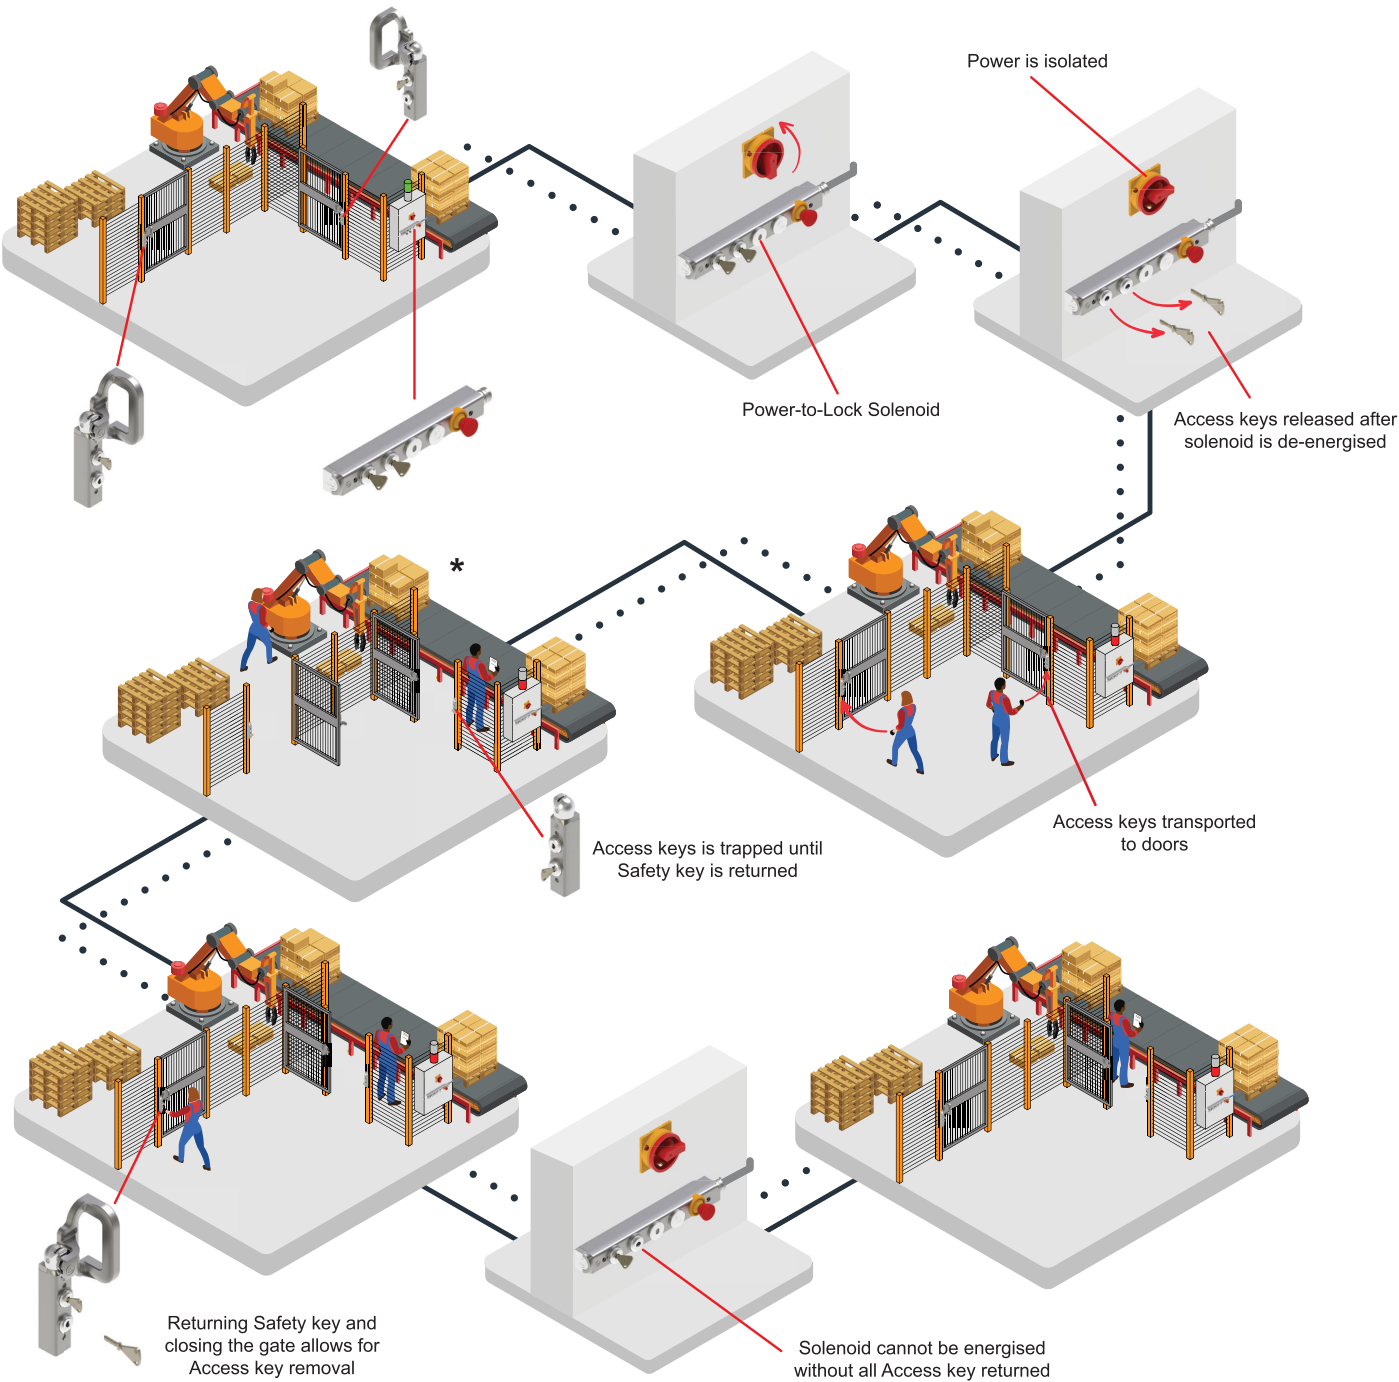 Power is isolated
Power-to-Lock Solenoid
Access keys released after
solenoid is de-energised
*
Access keys transported
to doors
Access keys is trapped until
Safety key is returned
Returning Safety key and
closing the gate allows for
Access key removal
Solenoid cannot be energised
without all Access key returned